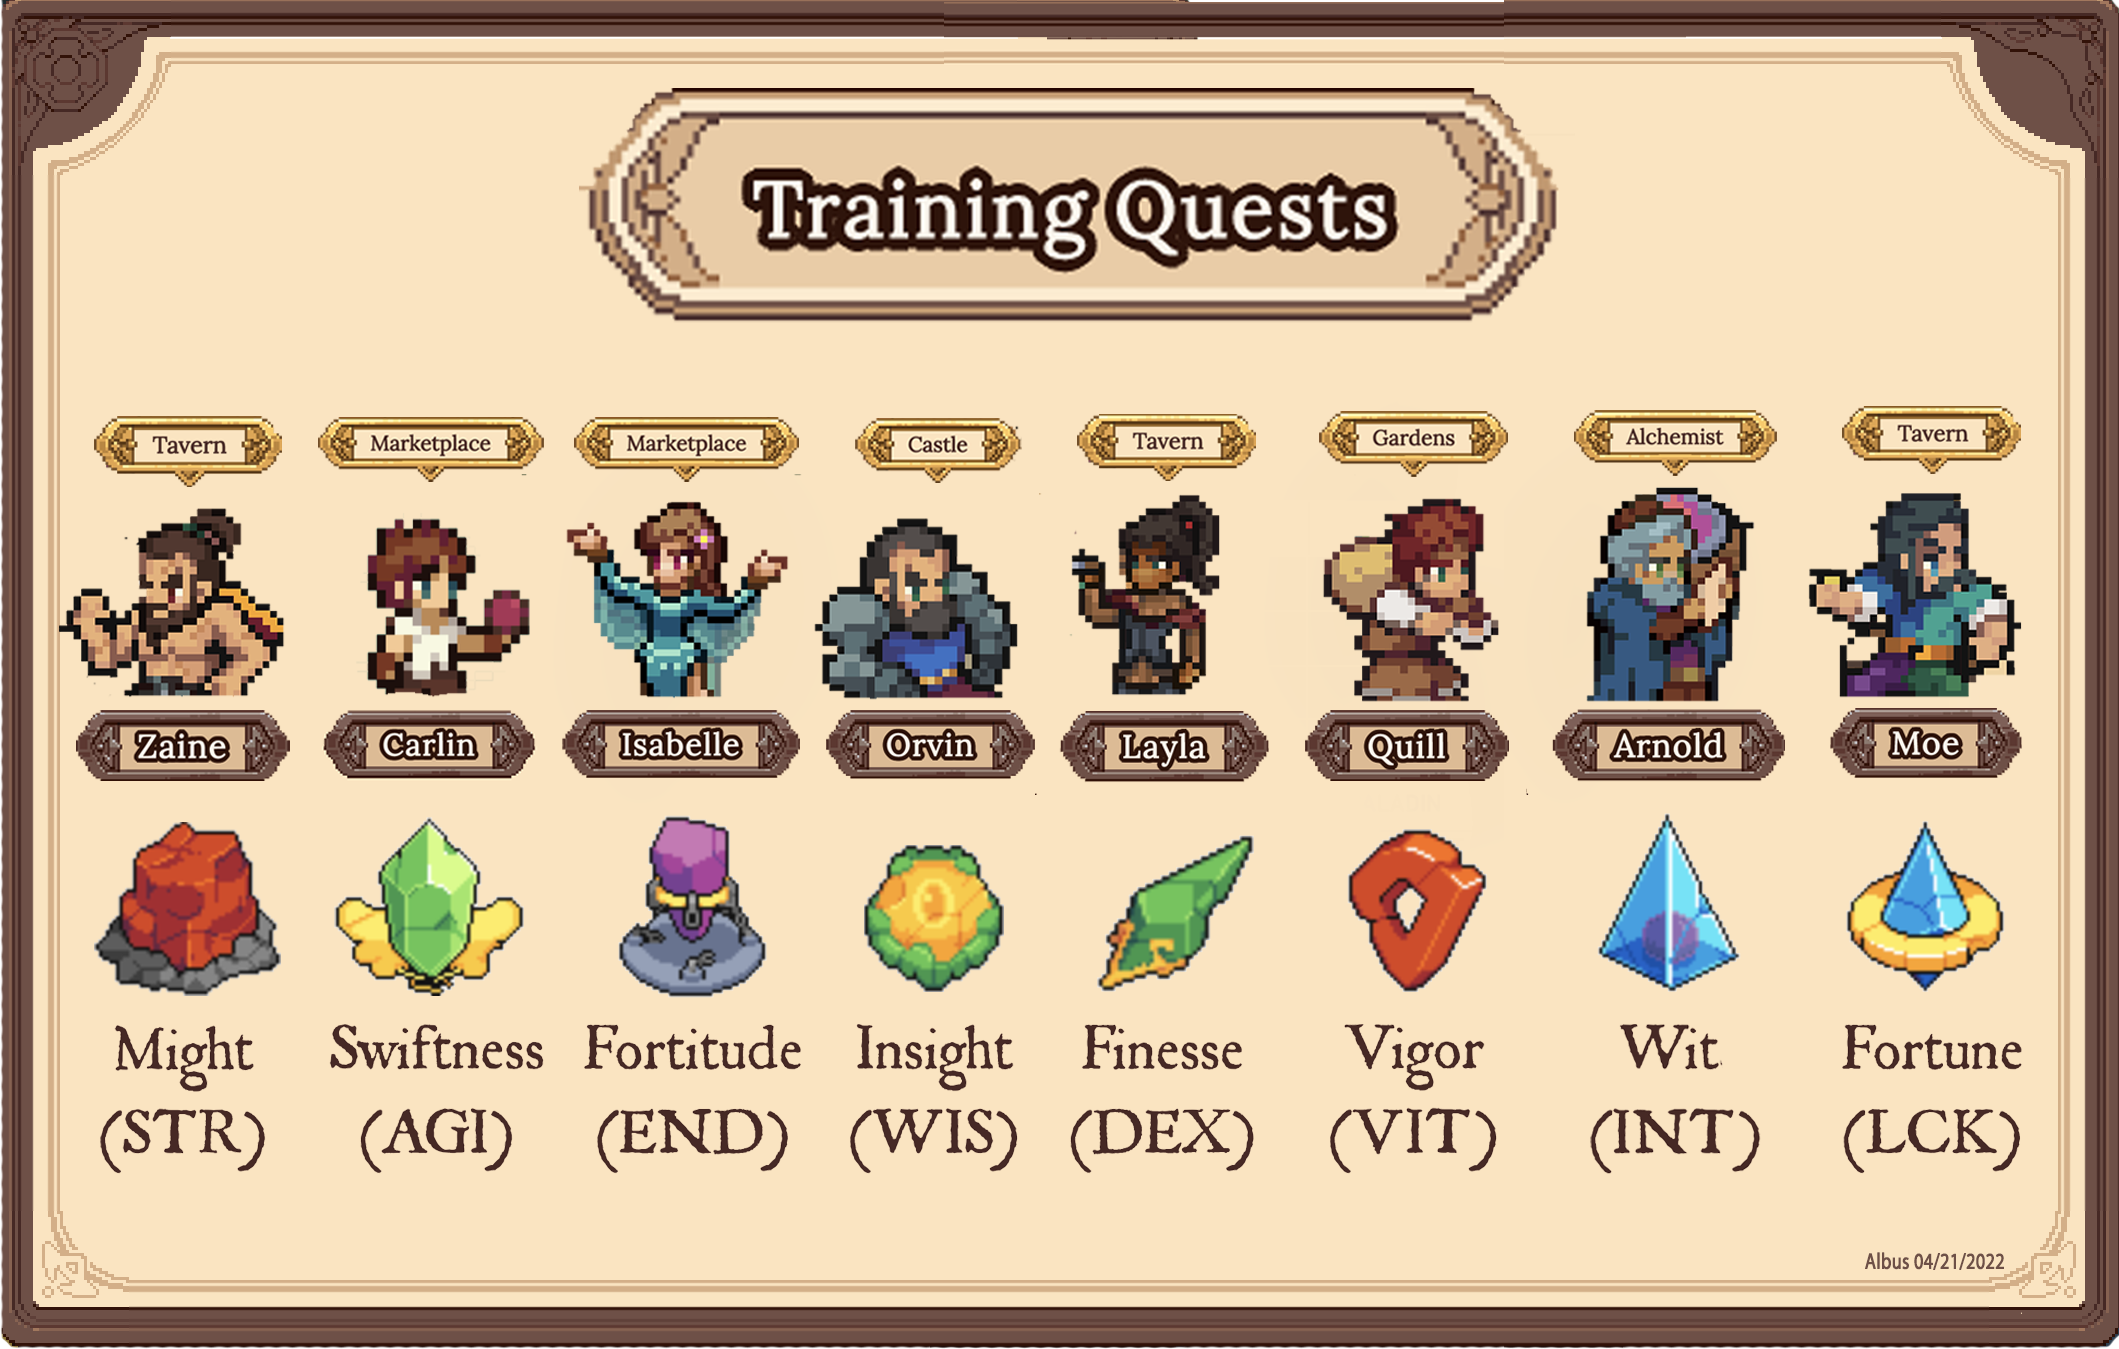 Training Quests
Tavern Marketplace Marketplace Castle Tavern Gardens Alchemist Tavern
Zaine Carlin Isabelle Orvin Layla Quill Arnold Moe
Might Swiftness Fortitude Insight Finesse Vigor Wit Fortune
(STR) (AGI) (END) (WIS) (DEX) (VIT) (INT) (LCK)
Albus 04/21/2022